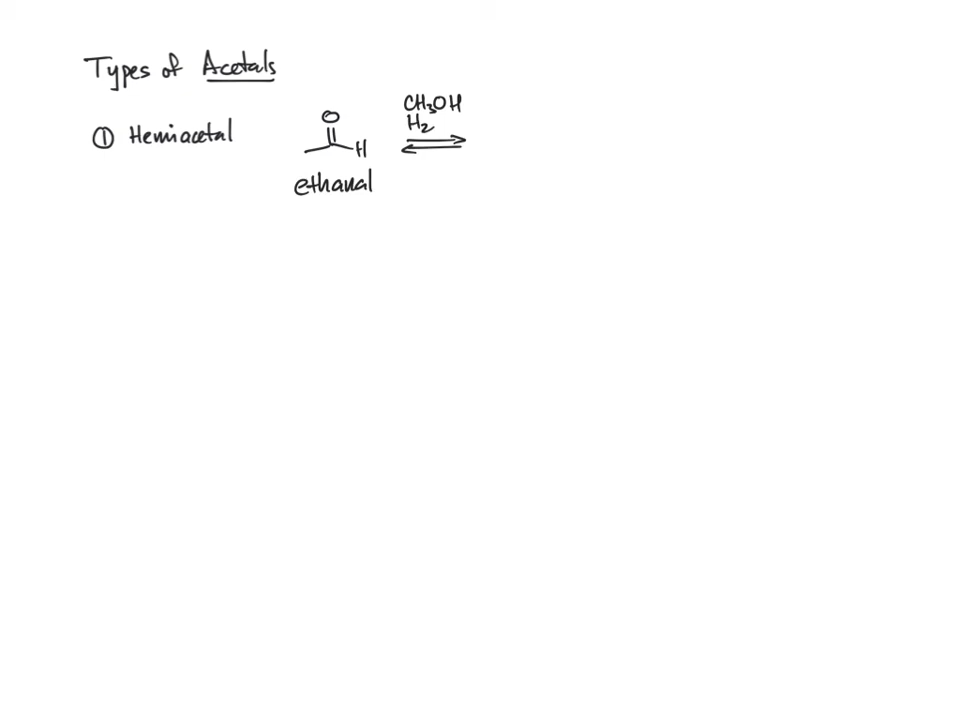 Types of Acetals
① Hemiacetal
O
H
ethanal
CH₃OH
H₂